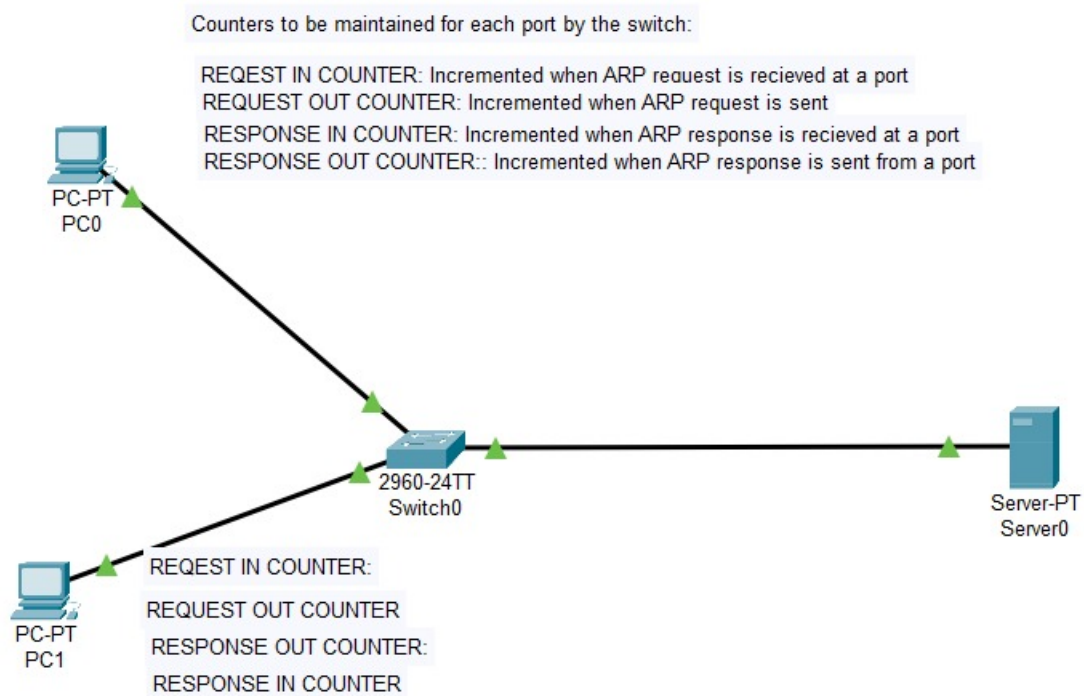 Counters to be maintained for each port by the switch:
REQEST IN COUNTER: Incremented when ARP request is recieved at a port
REQUEST OUT COUNTER: Incremented when ARP request is sent
RESPONSE IN COUNTER: Incremented when ARP response is recieved at a port
RESPONSE OUT COUNTER:: Incremented when ARP response is sent from a port
PC-PT
PC0
2960-24TT
Switch0
Server-PT
Server0
REQEST IN COUNTER:
REQUEST OUT COUNTER
RESPONSE OUT COUNTER:
RESPONSE IN COUNTER
PC-PT
PC1